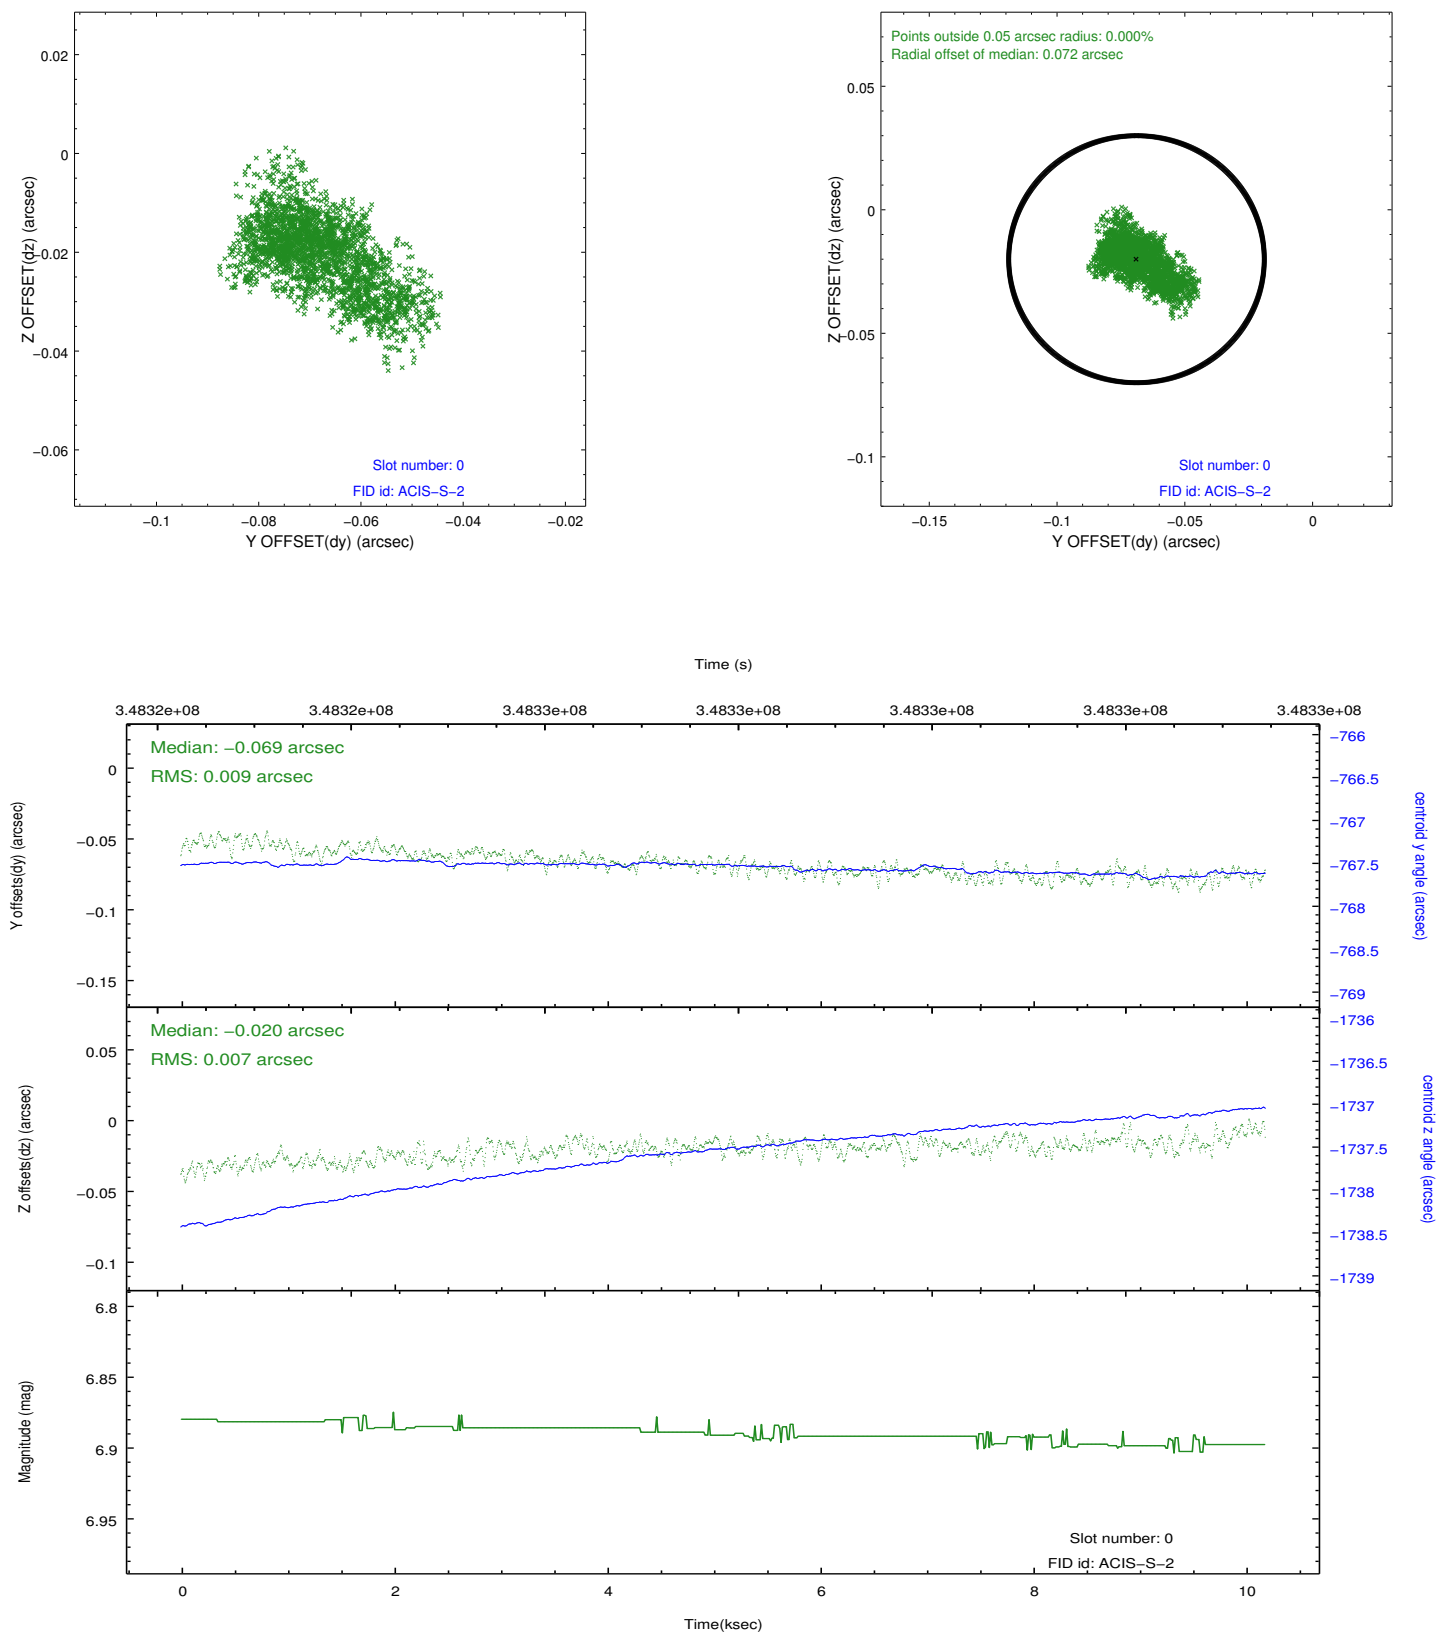 0.02
0
−0.02
−0.04
−0.06
Z OFFSET(dz) (arcsec)
Slot number: 0
FID id: ACIS−S−2
−0.1
−0.08
−0.06
−0.04
−0.02
Y OFFSET(dy) (arcsec)
Points outside 0.05 arcsec radius: 0.000%
Radial offset of median: 0.072 arcsec
0.05
0
−0.05
−0.1
Z OFFSET(dz) (arcsec)
Slot number: 0
FID id: ACIS−S−2
−0.15
−0.1
−0.05
0
Y OFFSET(dy) (arcsec)
Time (s)
3.4832e+08
3.4832e+08
3.4833e+08
3.4833e+08
3.4833e+08
3.4833e+08
3.4833e+08
Median: −0.069 arcsec
RMS: 0.009 arcsec
0
−0.05
−0.1
−0.15
Y offsets(dy) (arcsec)
−766
−766.5
−767
−767.5
−768
−768.5
−769
centroid y angle (arcsec)
Median: −0.020 arcsec
RMS: 0.007 arcsec
0.05
0
−0.05
−0.1
Z offsets(dz) (arcsec)
−1736
−1736.5
−1737
−1737.5
−1738
−1738.5
−1739
centroid z angle (arcsec)
6.8
6.85
6.9
6.95
Magnitude (mag)
Slot number: 0
FID id: ACIS−S−2
0
2
4
6
8
10
Time(ksec)